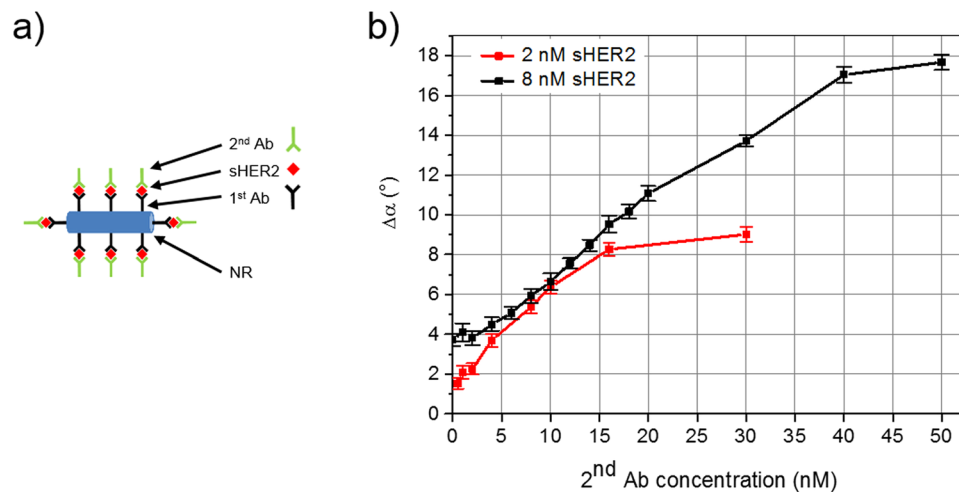 a)
2nd Ab
sHER2
1st Ab
NR
b)
2 nM sHER2
8 nM sHER2
18
16
14
12
10
8
6
4
2
0
Δα (°)
0 5 10 15 20 25 30 35 40 45 50
2nd Ab concentration (nM)